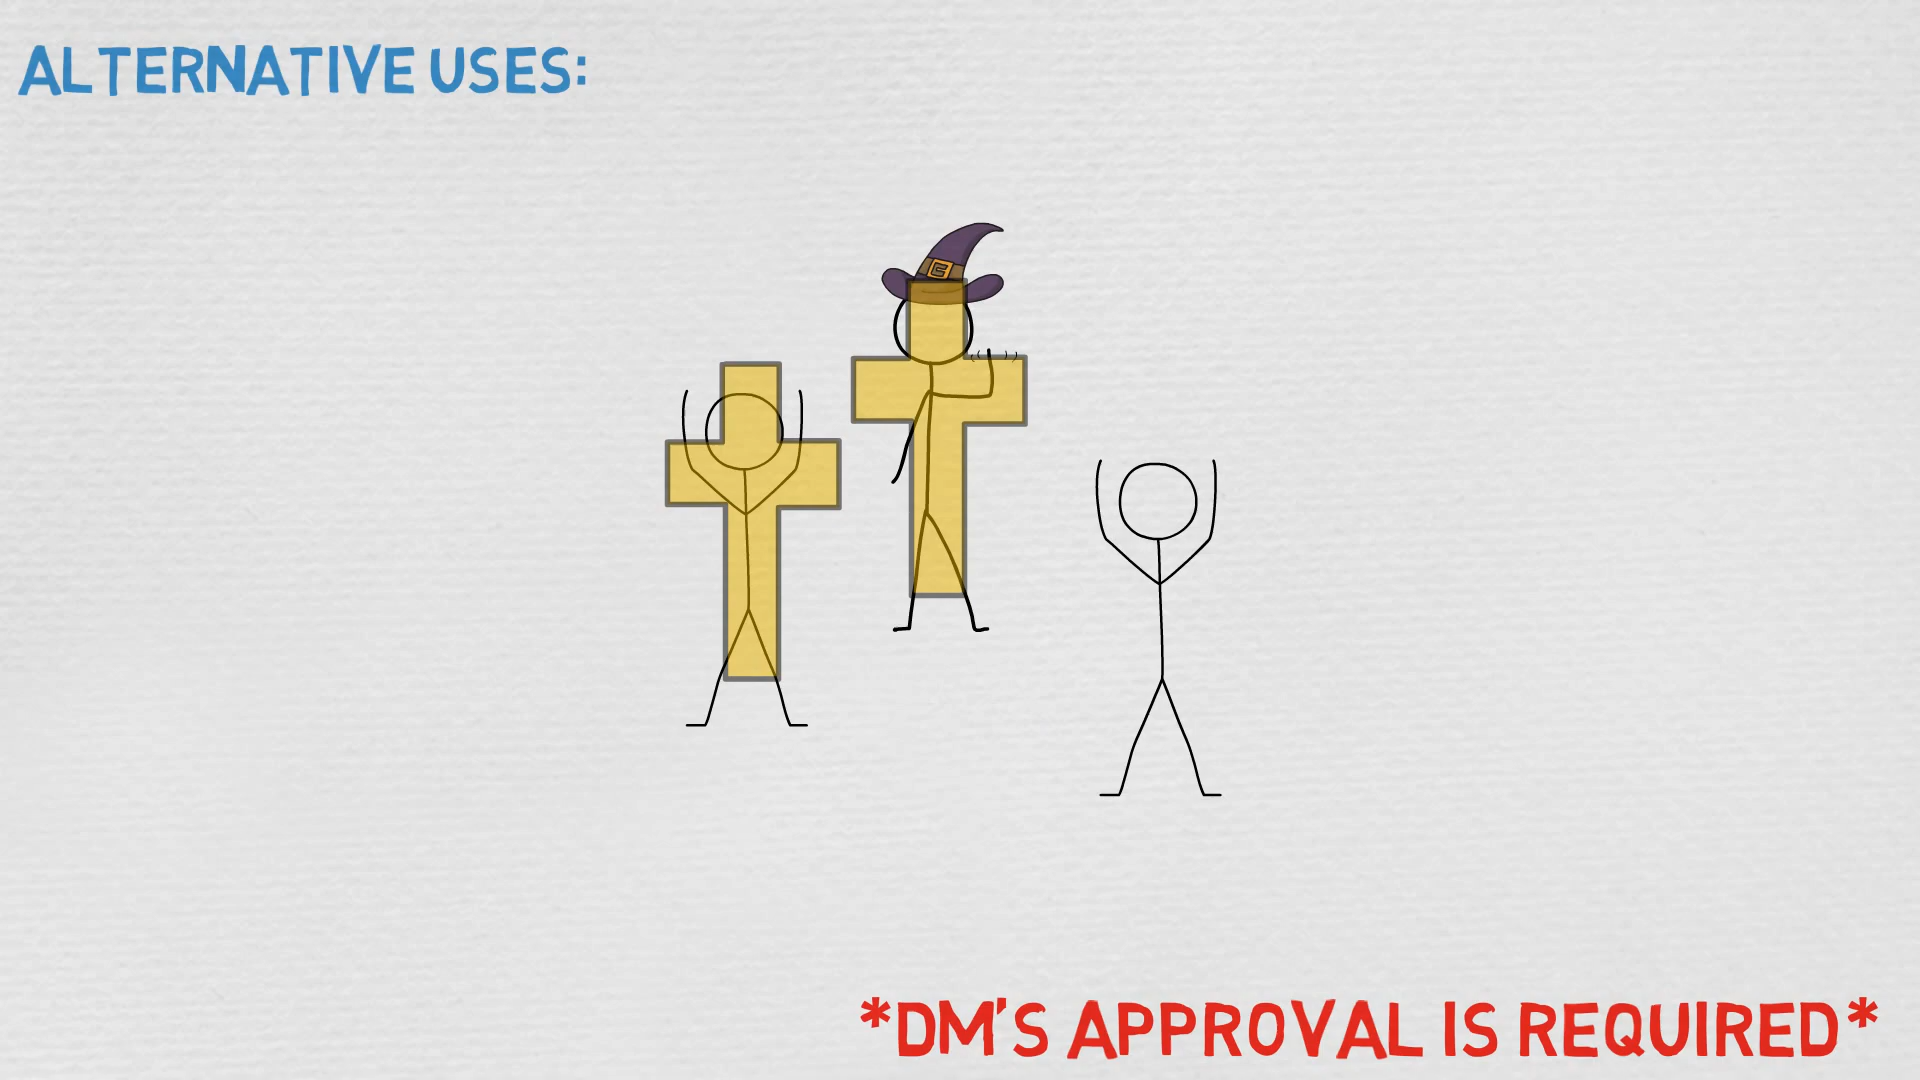 ALTERNATIVE USES:
*DM'S APPROVAL IS REQUIRED*